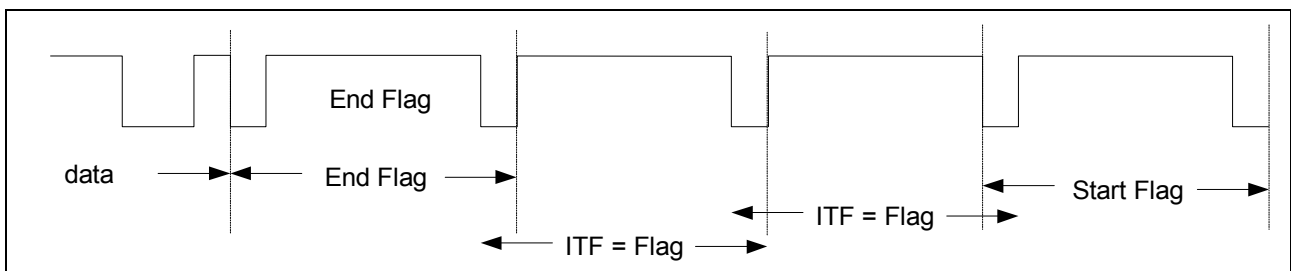 End Flag
data
End Flag
Start Flag
ITF = Flag
ITF = Flag